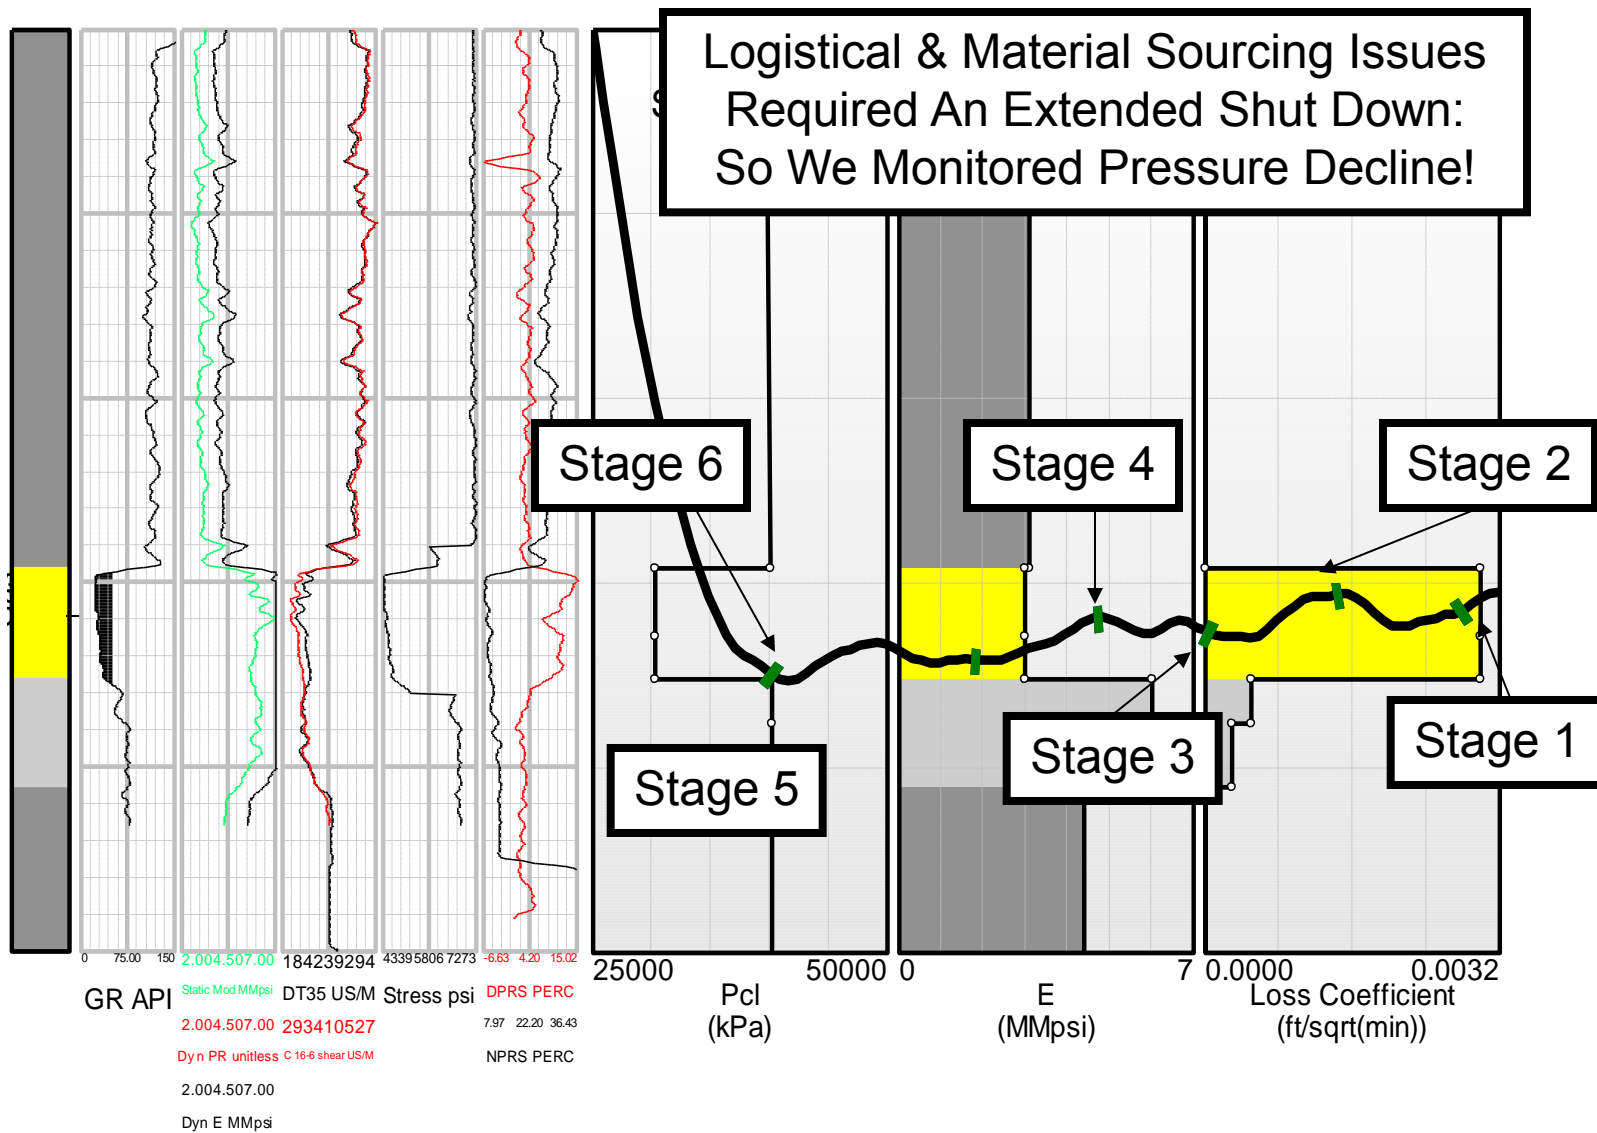 Logistical & Material Sourcing Issues
Required An Extended Shut Down:
So We Monitored Pressure Decline!
Stage 6
Stage 4
Stage 2
Stage 3
Stage 1
Stage 5
0 75.00 150
GR API
2.004.507.00
Static Mod MMpsi
2.004.507.00
Dyn PR unitless
2.004.507.00
Dyn E MMpsi
184239294
DT35 US/M
293410527
C 16-6 shear US/M
433958067273
Stress psi
-6.63 4.20 15.02
DPRS PERC
7.97 22.20 36.43
NPRS PERC
25000 50000
Pcl
(kPa)
0 7
E
(MMpsi)
0.0000 0.0032
Loss Coefficient
(ft/sqrt(min))